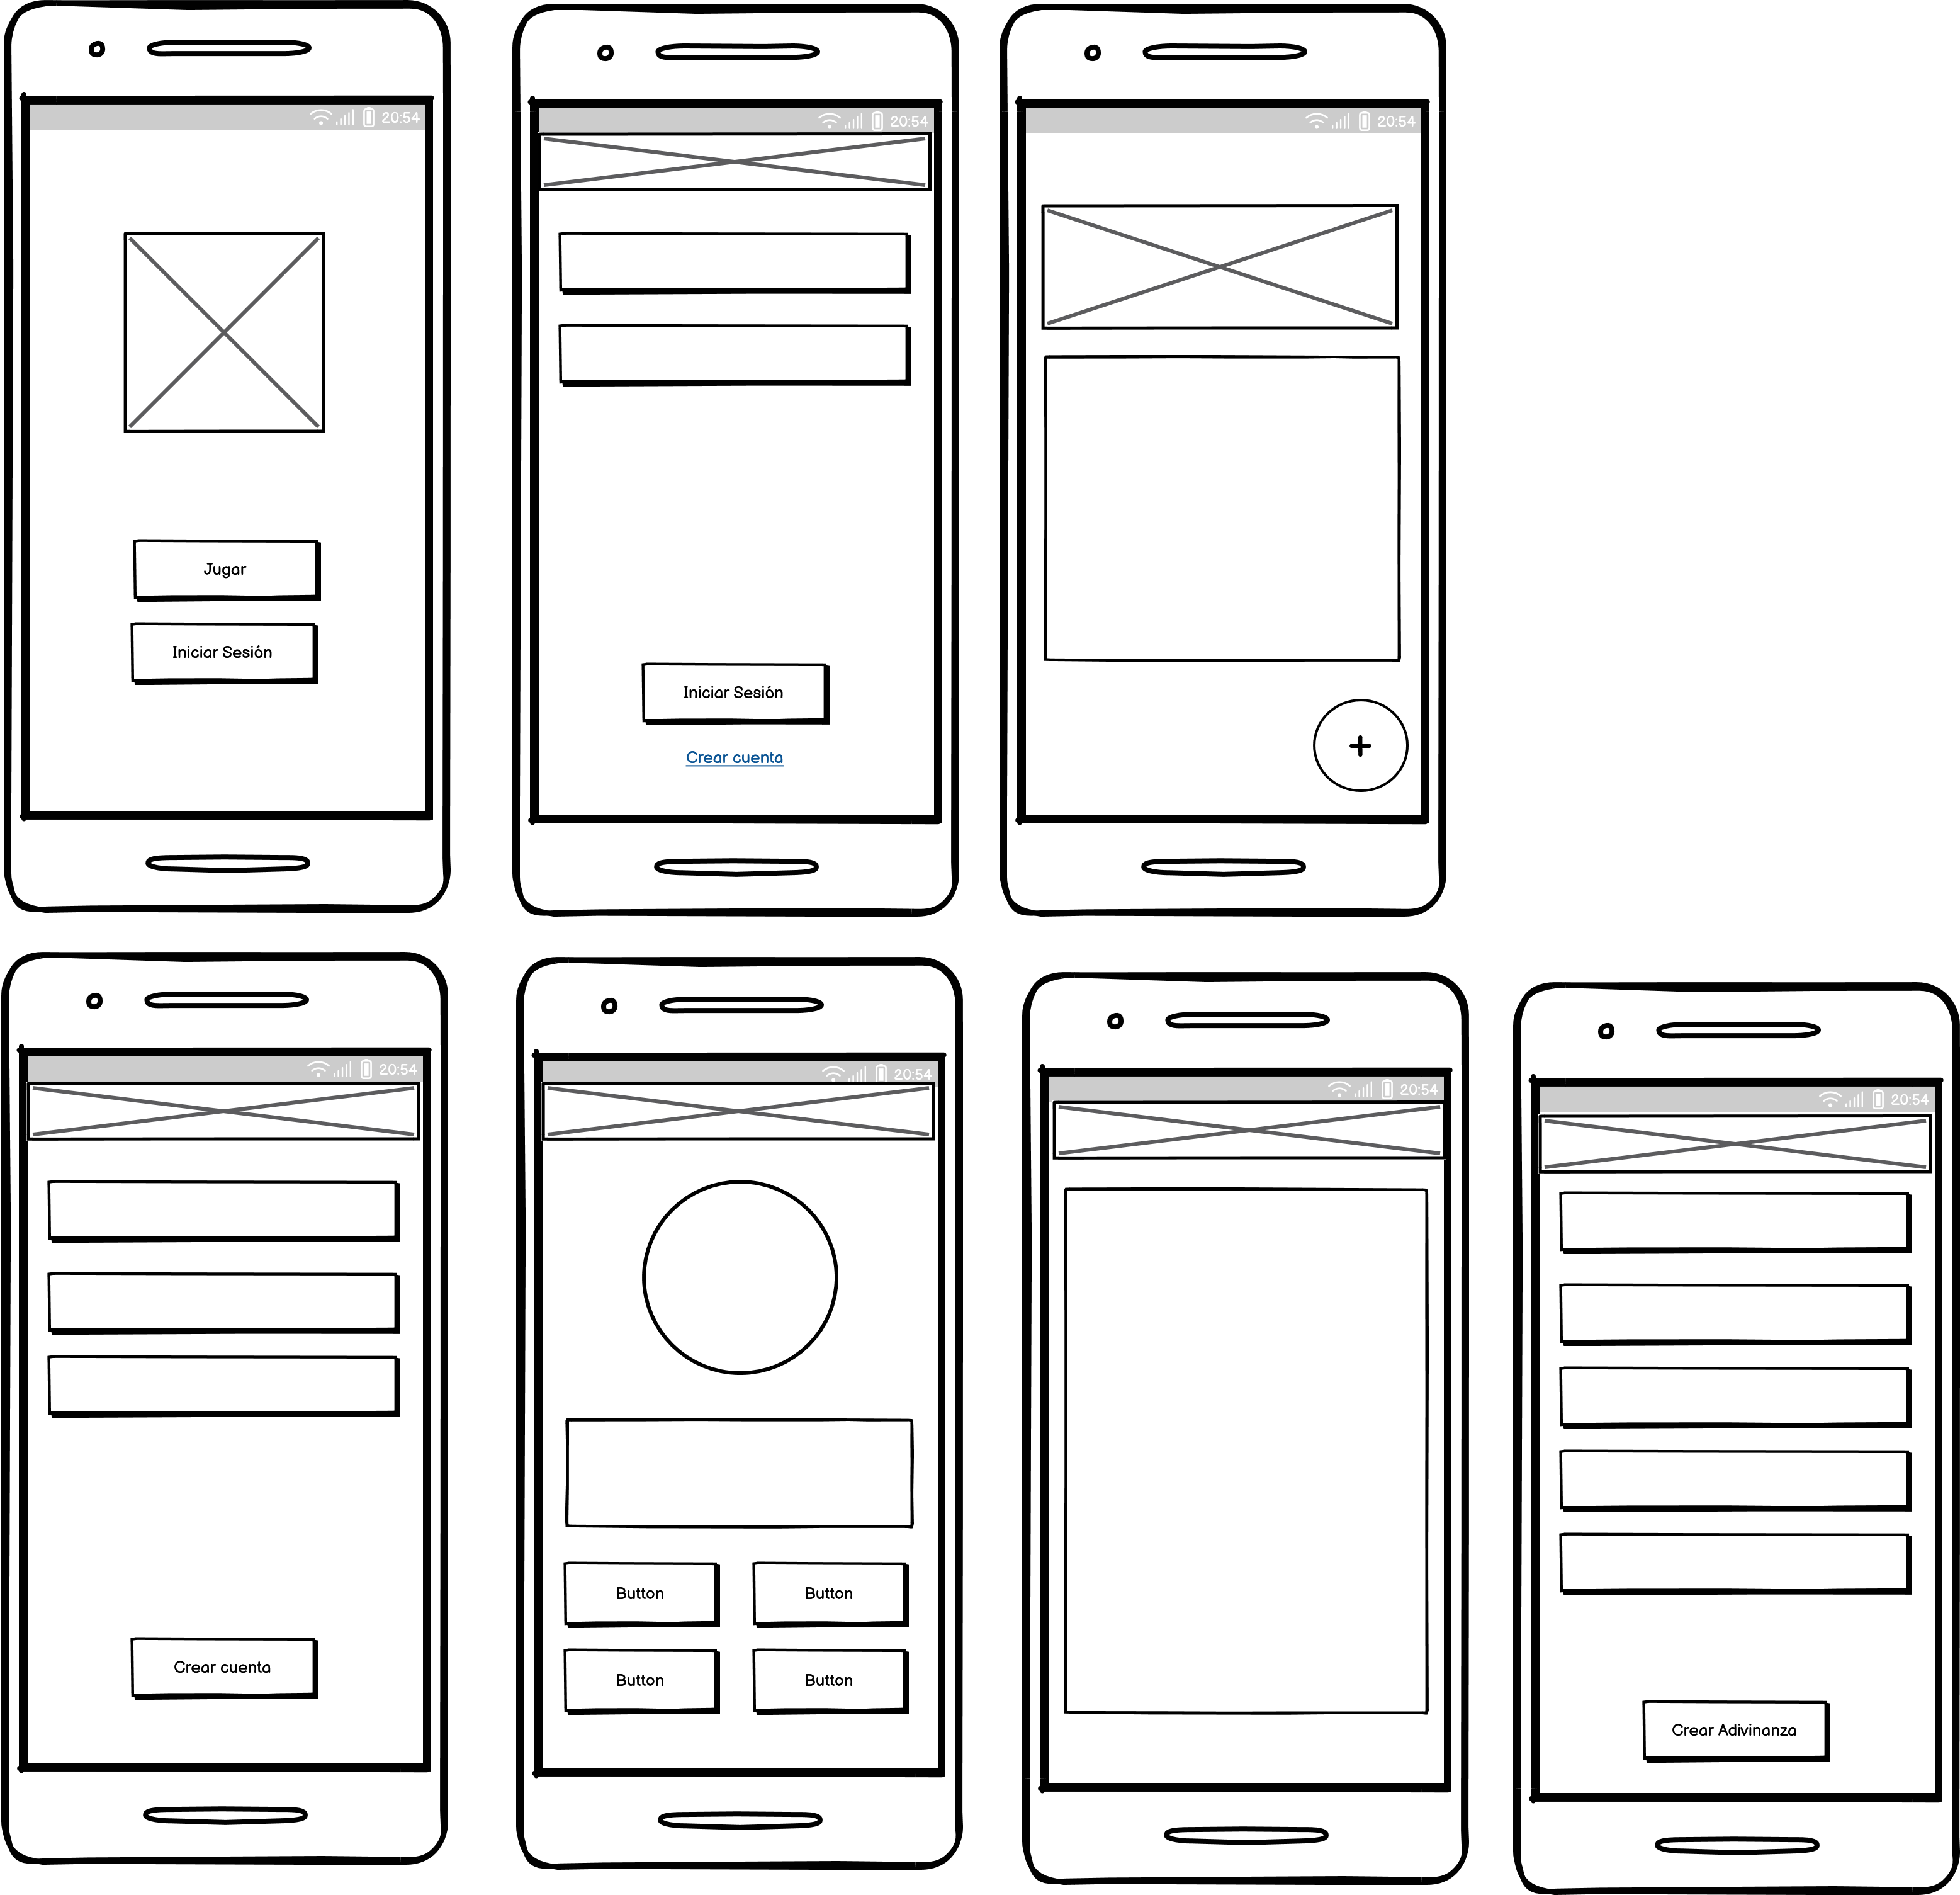 20:54
Jugar
Iniciar Sesión
20:54
Iniciar Sesión
Crear cuenta
20:54
+
20:54
Crear cuenta
20:54
Button Button
Button Button
20:54
20:54
Crear Adivinanza